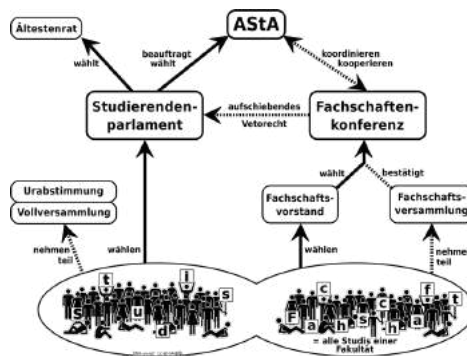 AStA
Ältestenrat
wählt
beauftragt
wählt
koordinieren
kooperieren
Studierenden-
parlament
aufschiebendes
Vetorecht
Fachschaften-
konferenz
wählt
bestätigt
Urabstimmung
Vollversammlung
Fachschafts-
vorstand
Fachschafts-
versammlung
nehmen
teil
wählen
wählen
nehmen
teil
s t u d i s
F a c h s c h a f t
= alle Studis einer
Fakultät